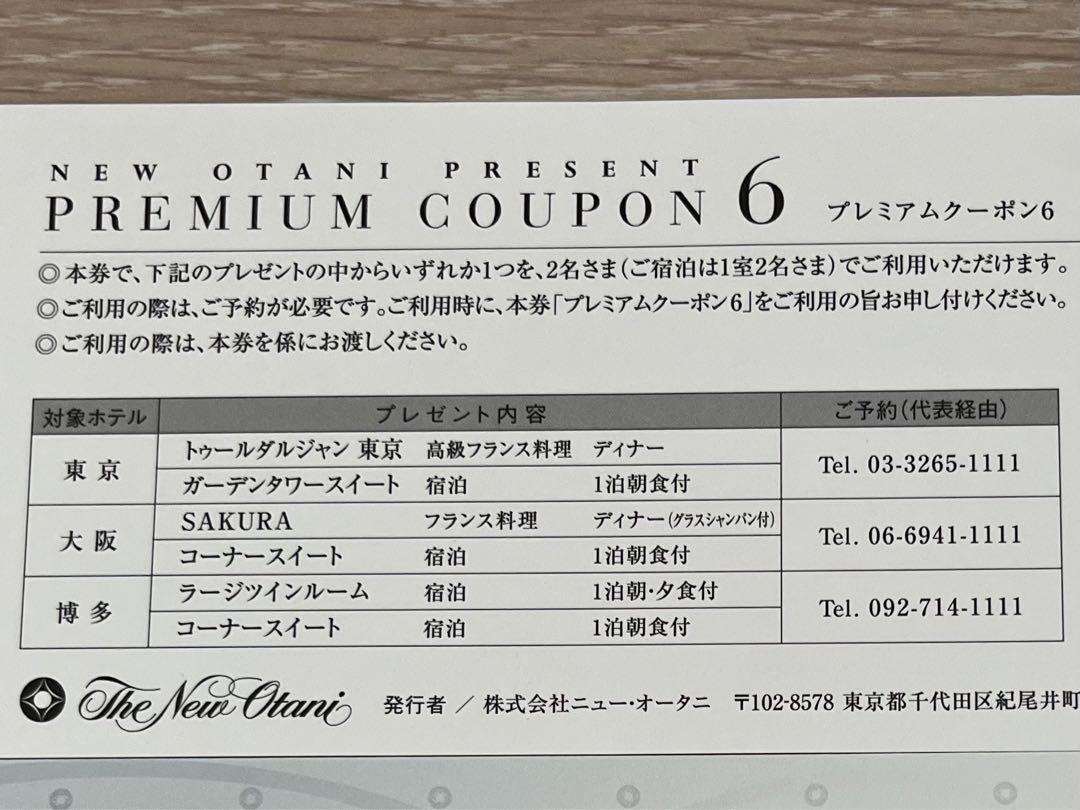 NEW OTANI PRESENT
PREMIUM COUPON 6 プレミアムクーポン6
◎本券で、下記のプレゼントの中からいずれか1つを、2名さま(ご宿泊は1室2名さま)でご利用いただけます。
◎ご利用の際は、ご予約が必要です。ご利用時に、本券「プレミアムクーポン6」をご利用の旨お申し付けください。
◎ご利用の際は、本券を係にお渡しください。
対象ホテル プレゼント内容 ご予約(代表経由)
東京 トゥールダルジャン 東京 高級フランス料理 ディナー Tel. 03-3265-1111
ガーデンタワースイート 宿泊 1泊朝食付
大阪 SAKURA フランス料理 ディナー(グラスシャンパン付) Tel. 06-6941-1111
コーナースイート 宿泊 1泊朝食付
博多 ラージツインルーム 宿泊 1泊朝・夕食付 Tel. 092-714-1111
コーナースイート 宿泊 1泊朝食付
The New Otani 発行者 / 株式会社ニュー・オータニ 〒102-8578 東京都千代田区紀尾井町